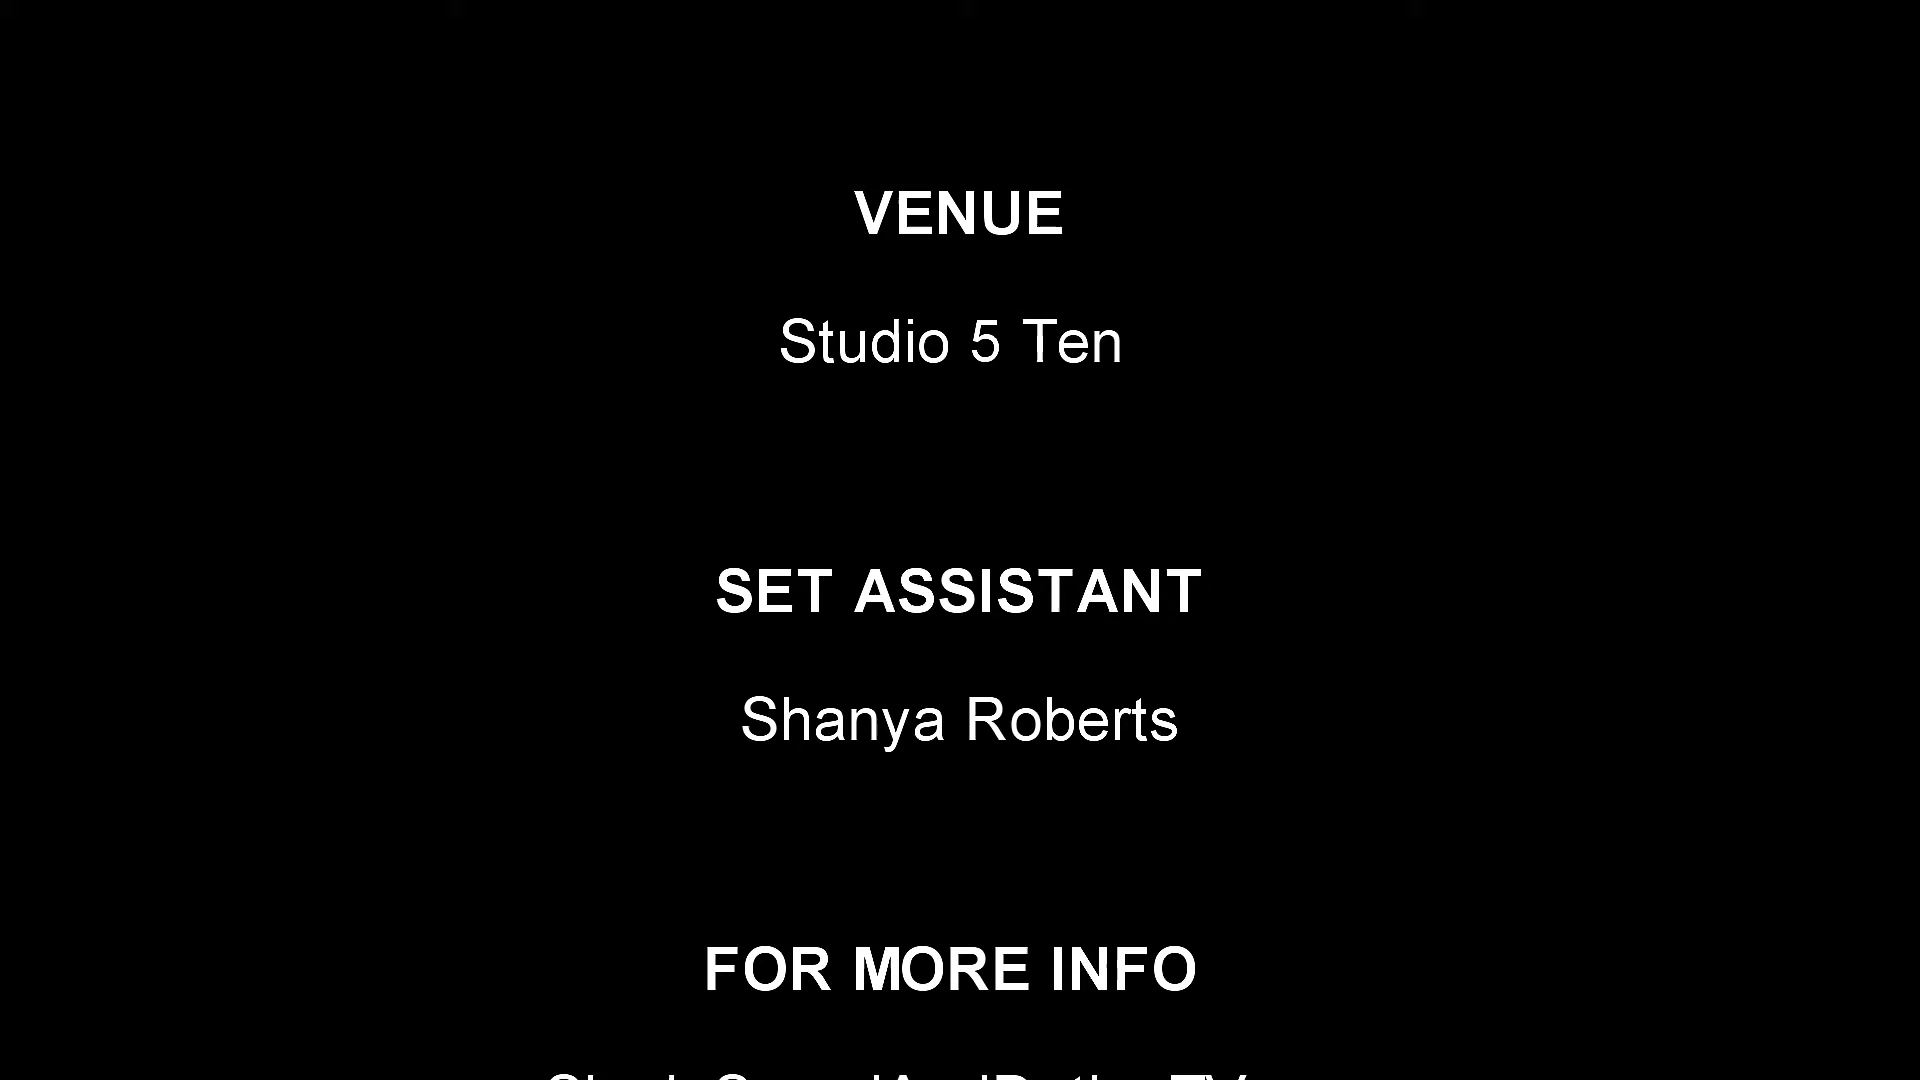 VENUE
Studio 5 Ten
SET ASSISTANT
Shanya Roberts
FOR MORE INFO